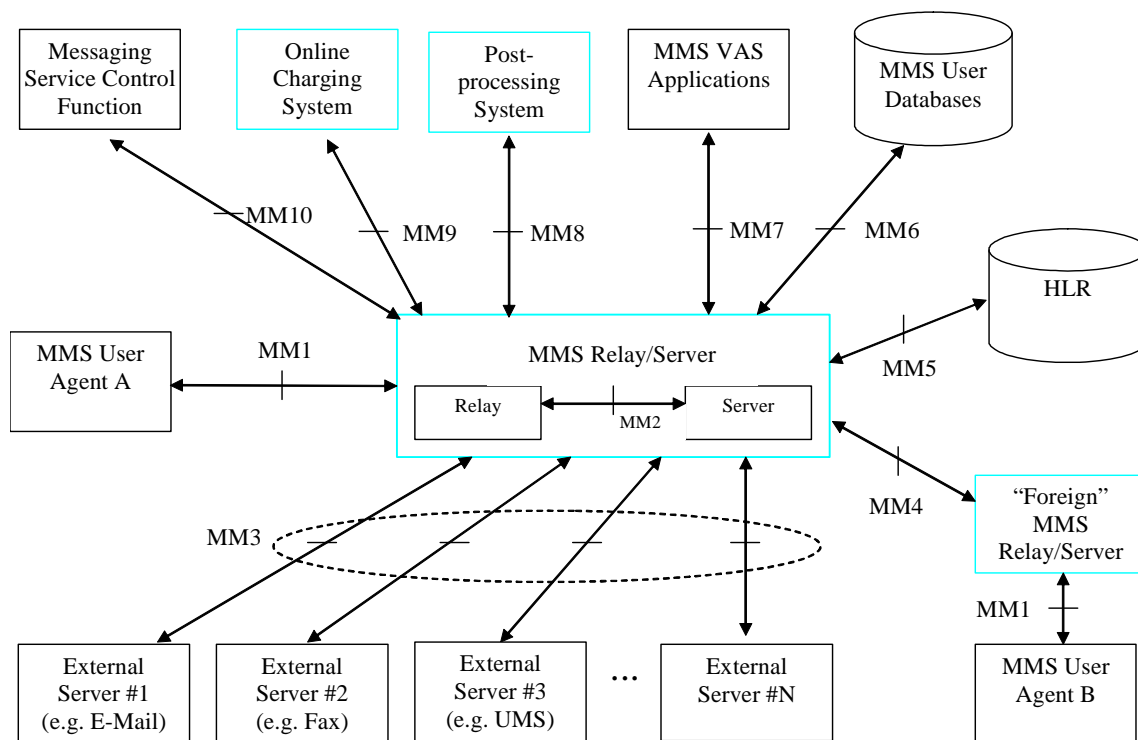 Messaging
Service Control
Function
Online
Charging
System
Post-
processing
System
MMS VAS
Applications
MMS User
Databases
MM10
MM9
MM8
MM7
MM6
HLR
MMS User
Agent A
MM1
MMS Relay/Server
MM5
Relay
MM2
Server
MM4
“Foreign”
MMS
Relay/Server
MM3
MM1
External
Server #1
(e.g. E-Mail)
External
Server #2
(e.g. Fax)
External
Server #3
(e.g. UMS)
...
External
Server #N
MMS User
Agent B